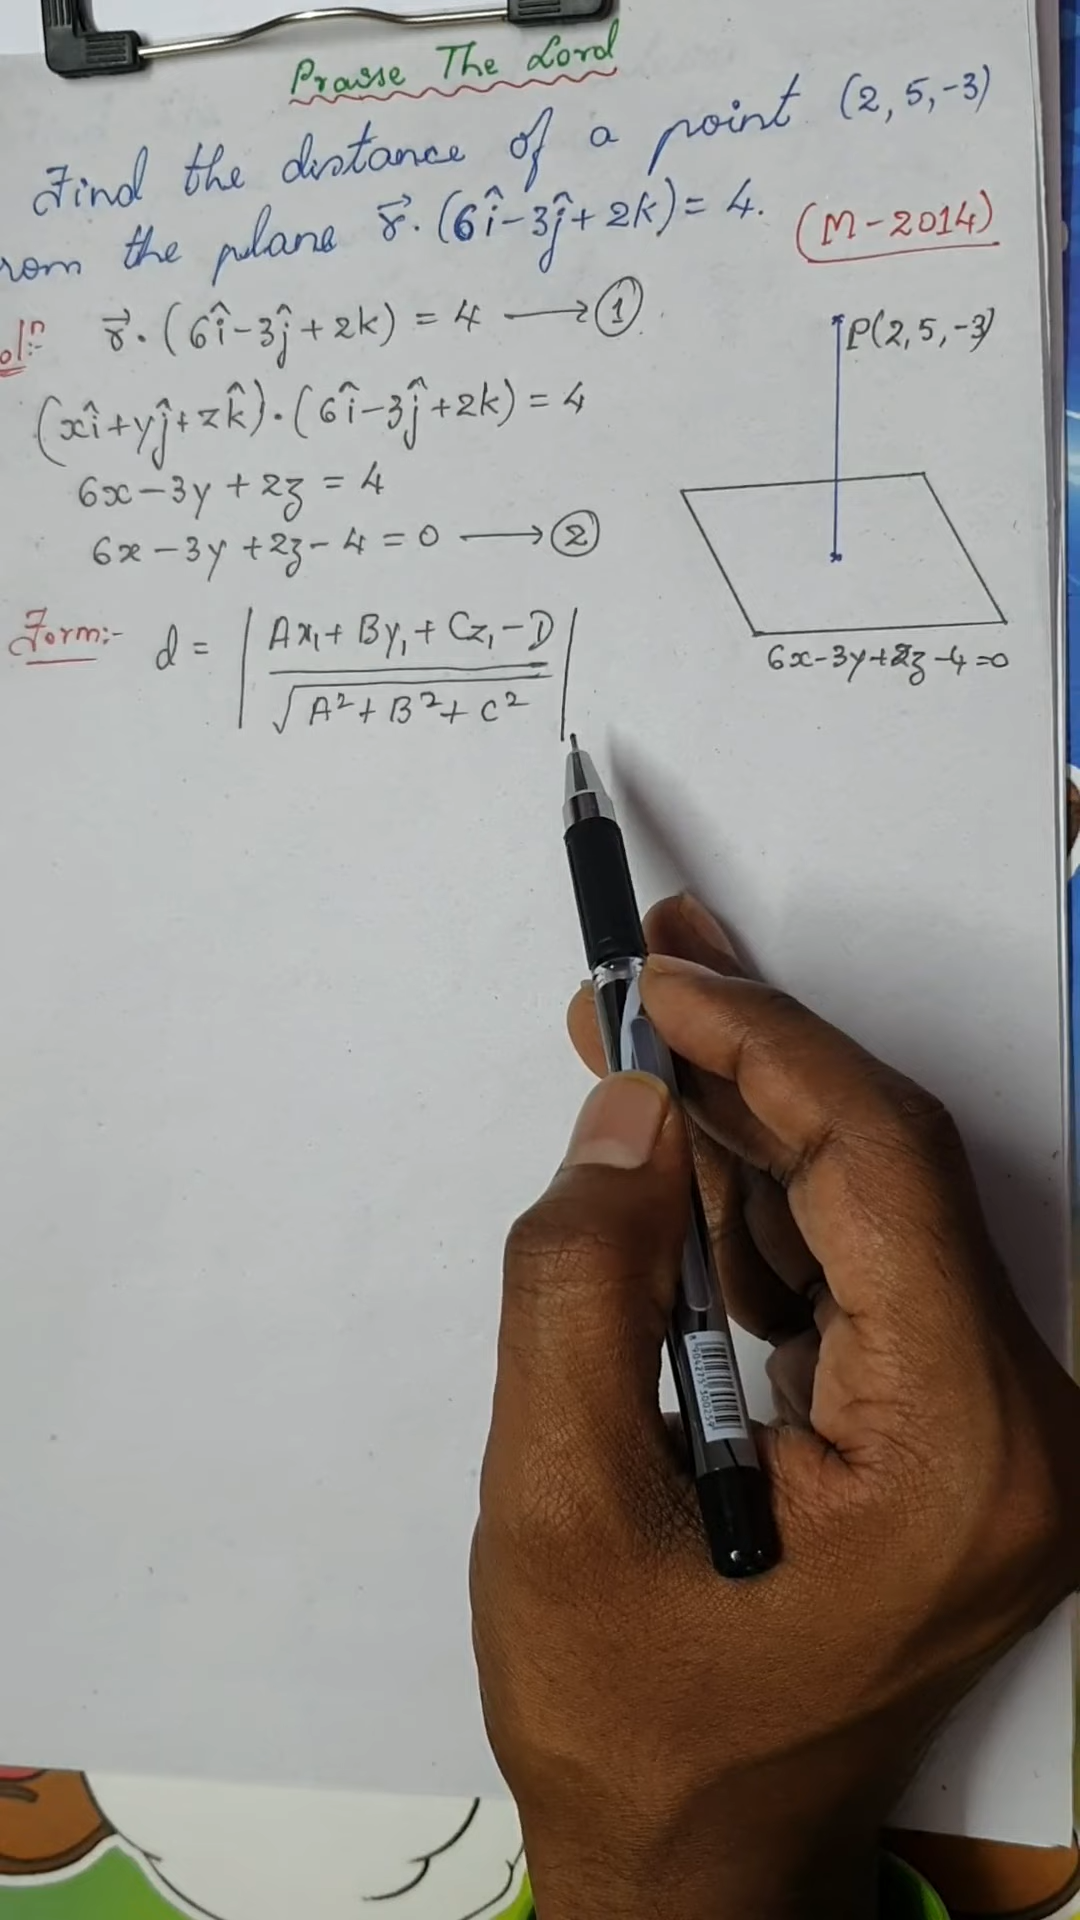 Praise The Lord
Find the distance of a point (2, 5, -3)
rom the plane r⃗. (6î-3ĵ+2k)= 4. (M-2014)
olⁿ:- r⃗. (6î-3ĵ+2k) = 4 ⟶ ①
P(2, 5, -3)
(xî+yĵ+zk̂).(6î-3ĵ+2k) = 4
6x-3y+2z = 4
6x-3y+2z-4 = 0 ⟶ ②
Form:- d = | Ax₁+By₁+Cz₁-D / √A²+B²+C² |
6x-3y+2z-4=0